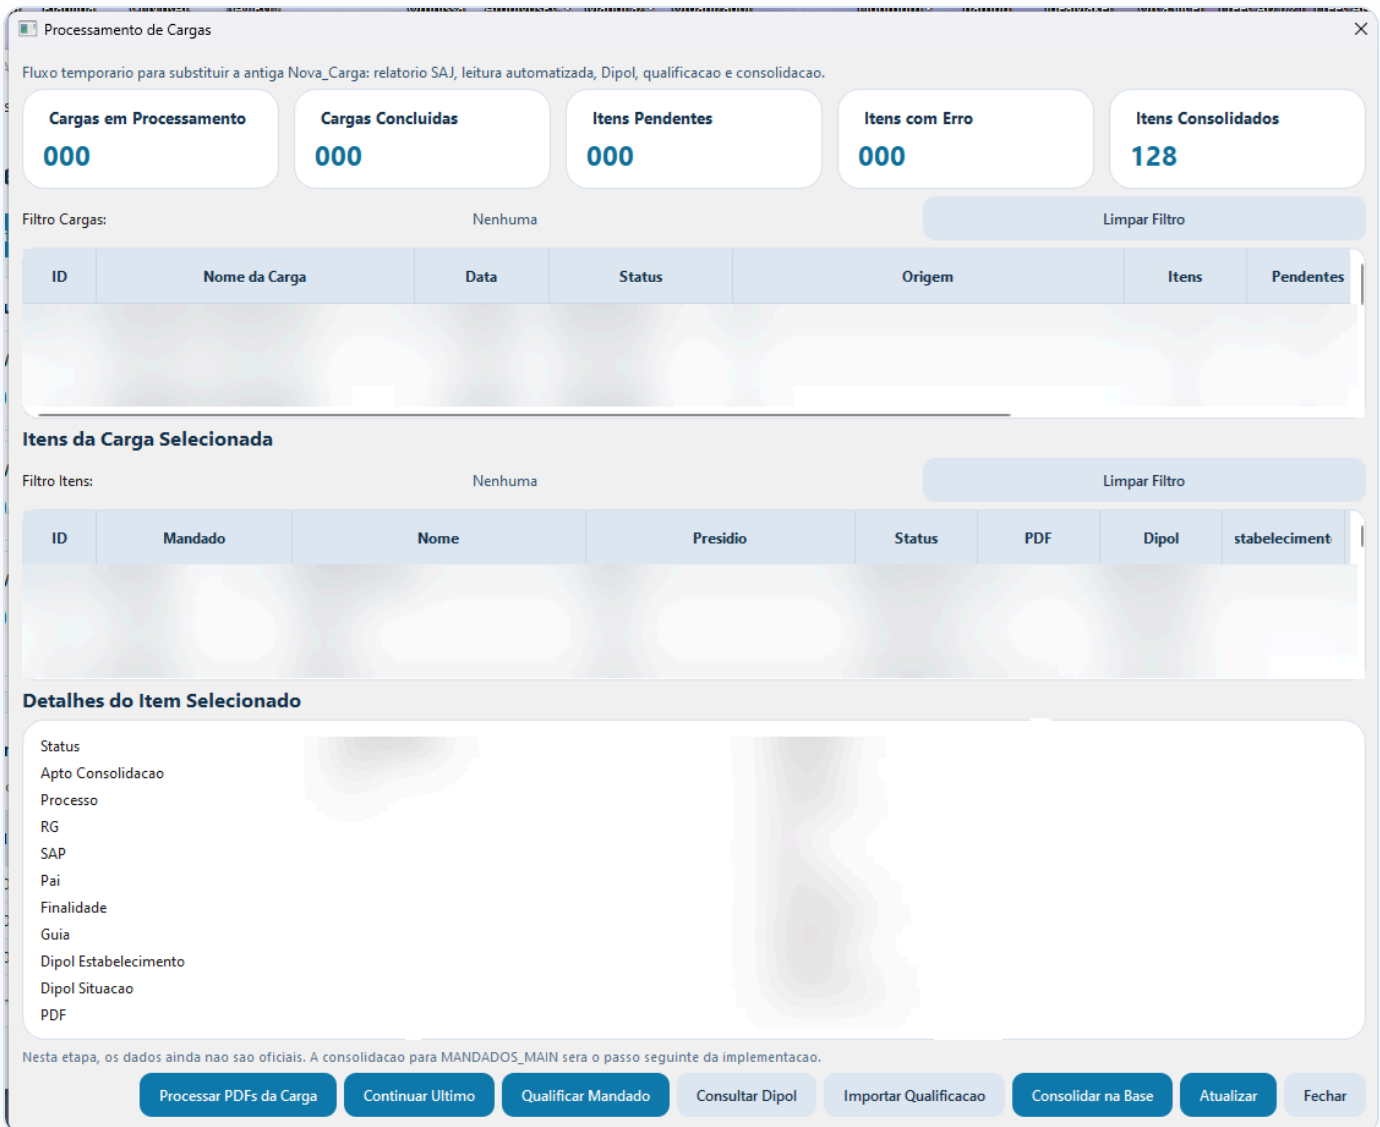 Processamento de Cargas
Fluxo temporario para substituir a antiga Nova_Carga: relatorio SAJ, leitura automatizada, Dipol, qualificacao e consolidacao.
Cargas em Processamento Cargas Concluidas Itens Pendentes Itens com Erro Itens Consolidados
000 000 000 000 128
Filtro Cargas: Nenhuma Limpar Filtro
ID Nome da Carga Data Status Origem Itens Pendentes
Itens da Carga Selecionada
Filtro Itens: Nenhuma Limpar Filtro
ID Mandado Nome Presidio Status PDF Dipol stabeleciment
Detalhes do Item Selecionado
Status
Apto Consolidacao
Processo
RG
SAP
Pai
Finalidade
Guia
Dipol Estabelecimento
Dipol Situacao
PDF
Nesta etapa, os dados ainda nao sao oficiais. A consolidacao para MANDADOS_MAIN sera o passo seguinte da implementacao.
Processar PDFs da Carga Continuar Ultimo Qualificar Mandado Consultar Dipol Importar Qualificacao Consolidar na Base Atualizar Fechar